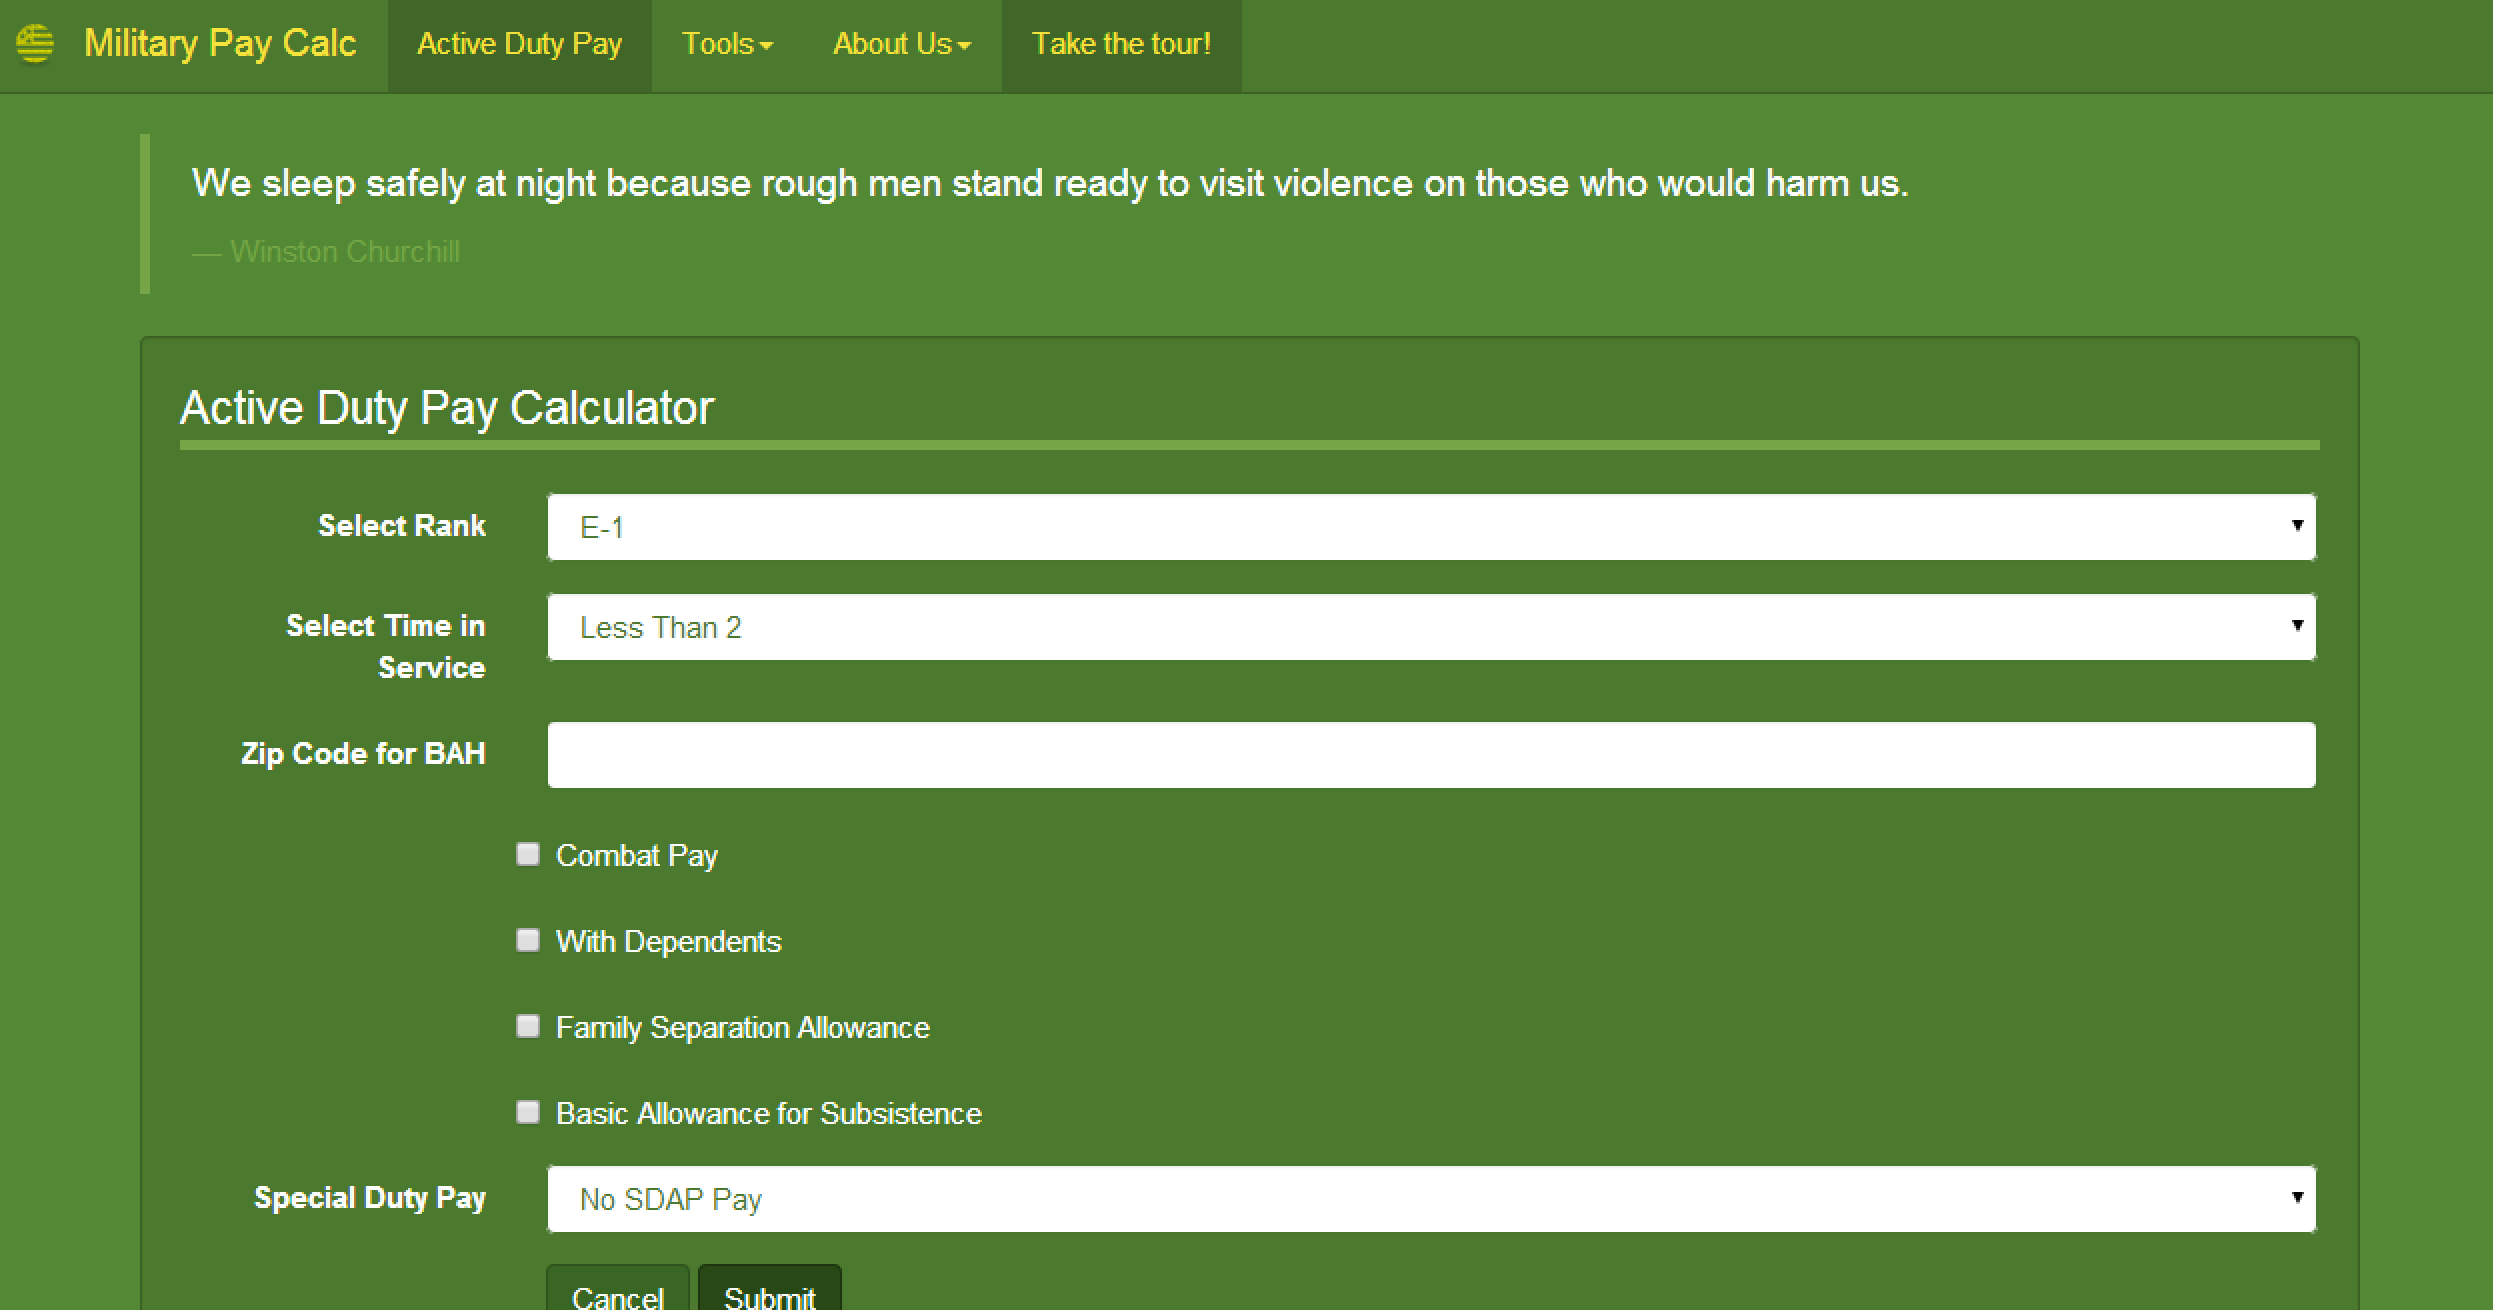 Military Pay Calc Active Duty Pay Tools About Us Take the tour!
We sleep safely at night because rough men stand ready to visit violence on those who would harm us.
— Winston Churchill
Active Duty Pay Calculator
Select Rank E-1
Select Time in Less Than 2
Service
Zip Code for BAH
Combat Pay
With Dependents
Family Separation Allowance
Basic Allowance for Subsistence
Special Duty Pay No SDAP Pay
Cancel Submit